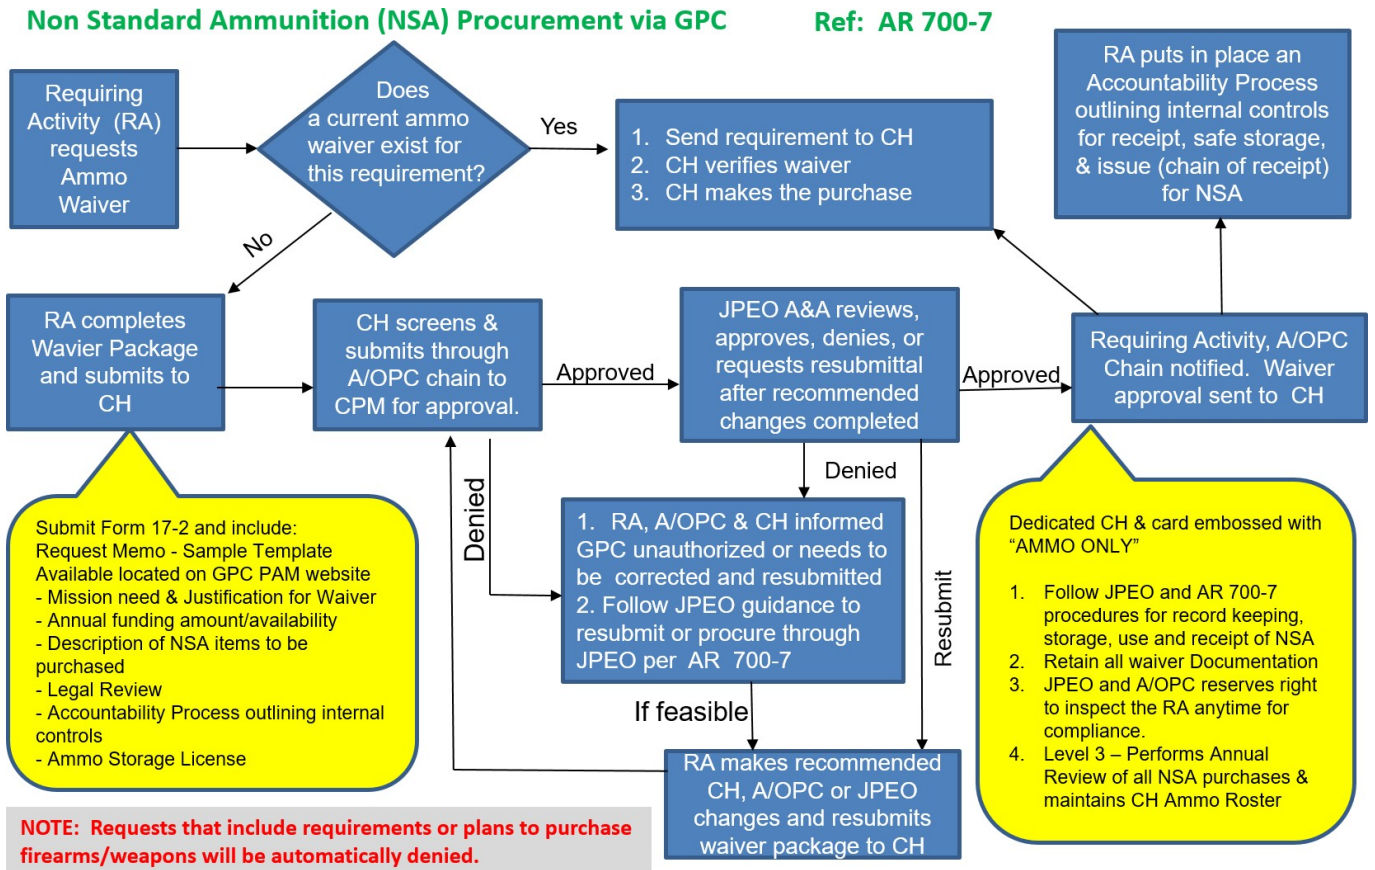 Non Standard Ammunition (NSA) Procurement via GPC
Ref: AR 700-7
Requiring
Activity (RA)
requests
Ammo
Waiver
Does
a current ammo
waiver exist for
this requirement?
Yes
No
1. Send requirement to CH
2. CH verifies waiver
3. CH makes the purchase
RA puts in place an
Accountability Process
outlining internal controls
for receipt, safe storage,
& issue (chain of receipt)
for NSA
RA completes
Wavier Package
and submits to
CH
CH screens &
submits through
A/OPC chain to
CPM for approval.
Approved
JPEO A&A reviews,
approves, denies, or
requests resubmittal
after recommended
changes completed
Approved
Requiring Activity, A/OPC
Chain notified. Waiver
approval sent to CH
Denied
Denied
Resubmit
1. RA, A/OPC & CH informed
GPC unauthorized or needs to
be corrected and resubmitted
2. Follow JPEO guidance to
resubmit or procure through
JPEO per AR 700-7
If feasible
RA makes recommended
CH, A/OPC or JPEO
changes and resubmits
waiver package to CH
Submit Form 17-2 and include:
Request Memo - Sample Template
Available located on GPC PAM website
- Mission need & Justification for Waiver
- Annual funding amount/availability
- Description of NSA items to be
purchased
- Legal Review
- Accountability Process outlining internal
controls
- Ammo Storage License
Dedicated CH & card embossed with
“AMMO ONLY”
1. Follow JPEO and AR 700-7
procedures for record keeping,
storage, use and receipt of NSA
2. Retain all waiver Documentation
3. JPEO and A/OPC reserves right
to inspect the RA anytime for
compliance.
4. Level 3 – Performs Annual
Review of all NSA purchases &
maintains CH Ammo Roster
NOTE: Requests that include requirements or plans to purchase
firearms/weapons will be automatically denied.